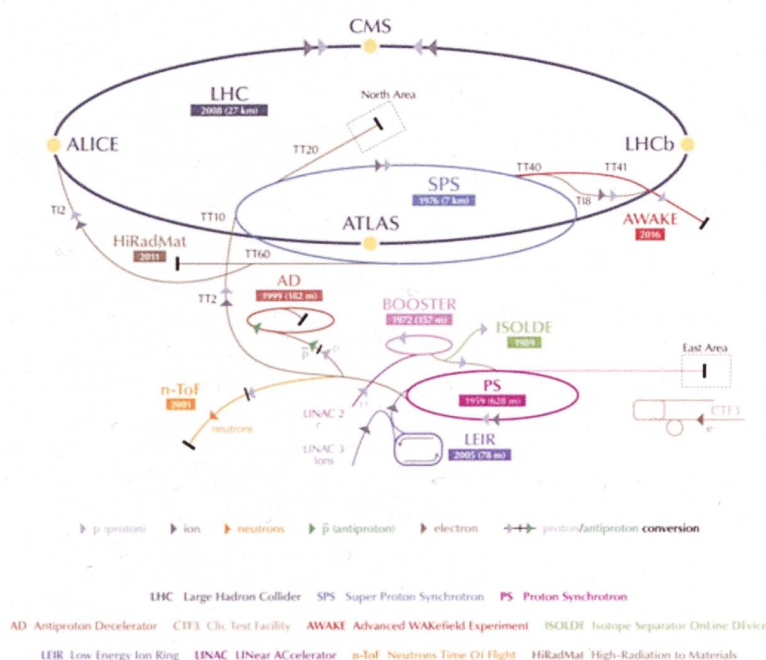 CMS
LHC
2008 (27 km)
North Area
ALICE
TT20
LHCb
TT40
TT41
SPS
1976 (7 km)
TI8
TI2
TT10
ATLAS
AWAKE
2016
HiRadMat
2011
TT60
AD
1999 (182 m)
TT2
BOOSTER
1972 (157 m)
ISOLDE
1989
p̅
p
East Area
n-ToF
2001
PS
1959 (628 m)
LINAC 2
CTF3
neutrons
e-
LEIR
2005 (78 m)
LINAC 3
Ions
p (proton)
ion
neutrons
p̅ (antiproton)
electron
proton/antiproton conversion
LHC Large Hadron Collider SPS Super Proton Synchrotron PS Proton Synchrotron
AD Antiproton Decelerator CTF3 Clic Test Facility AWAKE Advanced WAKefield Experiment ISOLDE Isotope Separator OnLine DEvice
LEIR Low Energy Ion Ring LINAC LINear ACcelerator n-ToF Neutrons Time Of Flight HiRadMat High-Radiation to Materials